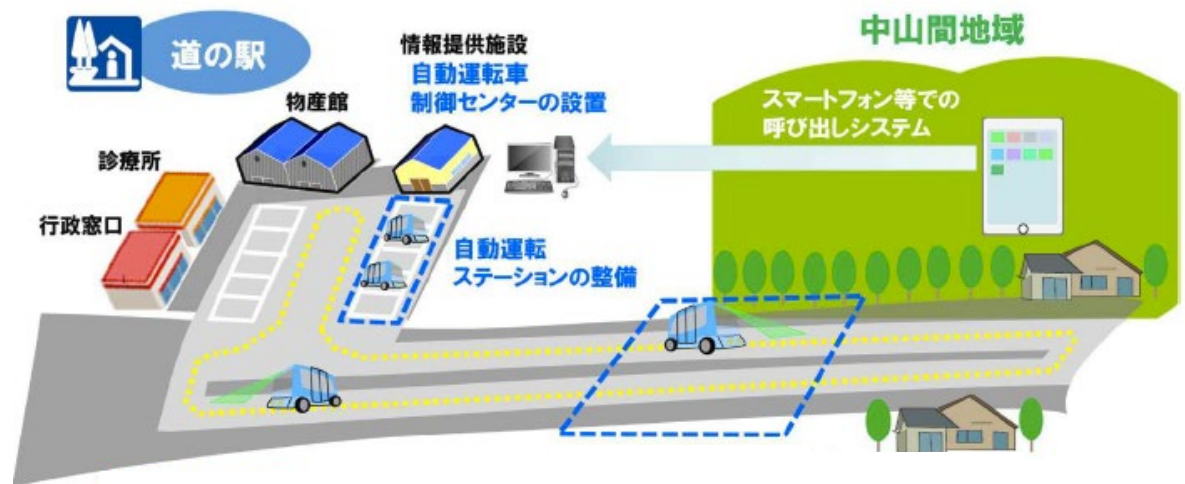 道の駅
情報提供施設
自動運転車
制御センターの設置
物産館
診療所
行政窓口
自動運転
ステーションの整備
中山間地域
スマートフォン等での
呼び出しシステム